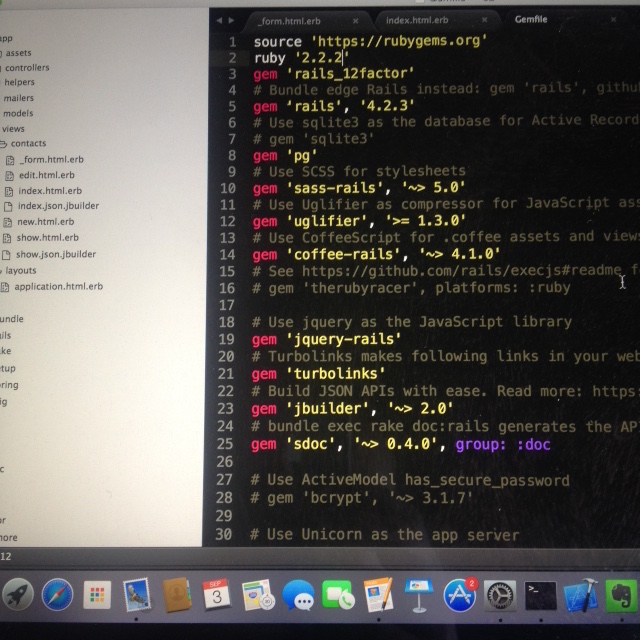 _form.html.erb
index.html.erb
Gemfile
app
assets
controllers
helpers
mailers
models
views
contacts
_form.html.erb
edit.html.erb
index.html.erb
index.json.jbuilder
new.html.erb
show.html.erb
show.json.jbuilder
layouts
application.html.erb
1 source 'https://rubygems.org'
2 ruby '2.2.2'
3 gem 'rails_12factor'
4 # Bundle edge Rails instead: gem 'rails', github
5 gem 'rails', '4.2.3'
6 # Use sqlite3 as the database for Active Record
7 # gem 'sqlite3'
8 gem 'pg'
9 # Use SCSS for stylesheets
10 gem 'sass-rails', '~> 5.0'
11 # Use Uglifier as compressor for JavaScript ass
12 gem 'uglifier', '>= 1.3.0'
13 # Use CoffeeScript for .coffee assets and views
14 gem 'coffee-rails', '~> 4.1.0'
15 # See https://github.com/rails/execjs#readme f
16 # gem 'therubyracer', platforms: :ruby
17
18 # Use jquery as the JavaScript library
19 gem 'jquery-rails'
20 # Turbolinks makes following links in your web
21 gem 'turbolinks'
22 # Build JSON APIs with ease. Read more: https:
23 gem 'jbuilder', '~> 2.0'
24 # bundle exec rake doc:rails generates the API
25 gem 'sdoc', '~> 0.4.0', group: :doc
26
27 # Use ActiveModel has_secure_password
28 # gem 'bcrypt', '~> 3.1.7'
29
30 # Use Unicorn as the app server
12
SEP
3
2